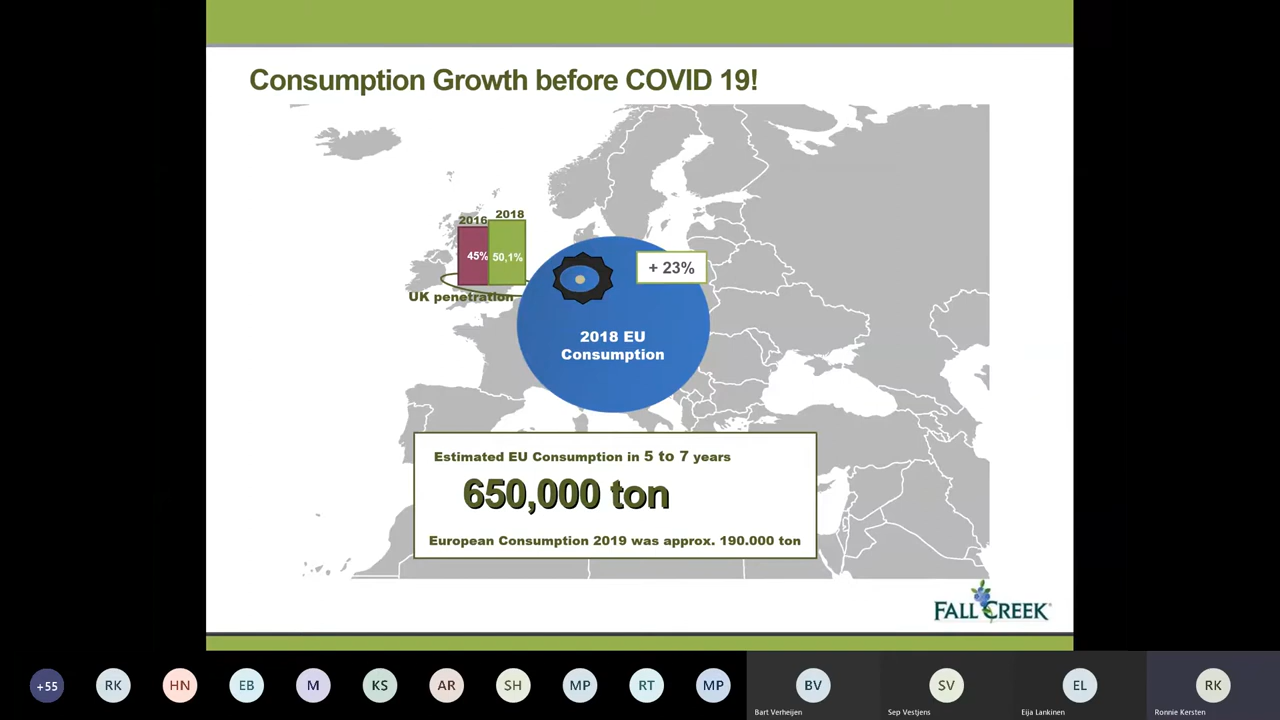 Consumption Growth before COVID 19!
2016
2018
45%
50,1%
UK penetration
+ 23%
2018 EU
Consumption
Estimated EU Consumption in 5 to 7 years
650,000 ton
European Consumption 2019 was approx. 190.000 ton
FALL CREEK®
+55
RK
HN
EB
M
KS
AR
SH
MP
RT
MP
BV
SV
EL
RK
Bart Verheijen
Sep Vestjens
Eija Lankinen
Ronnie Kersten